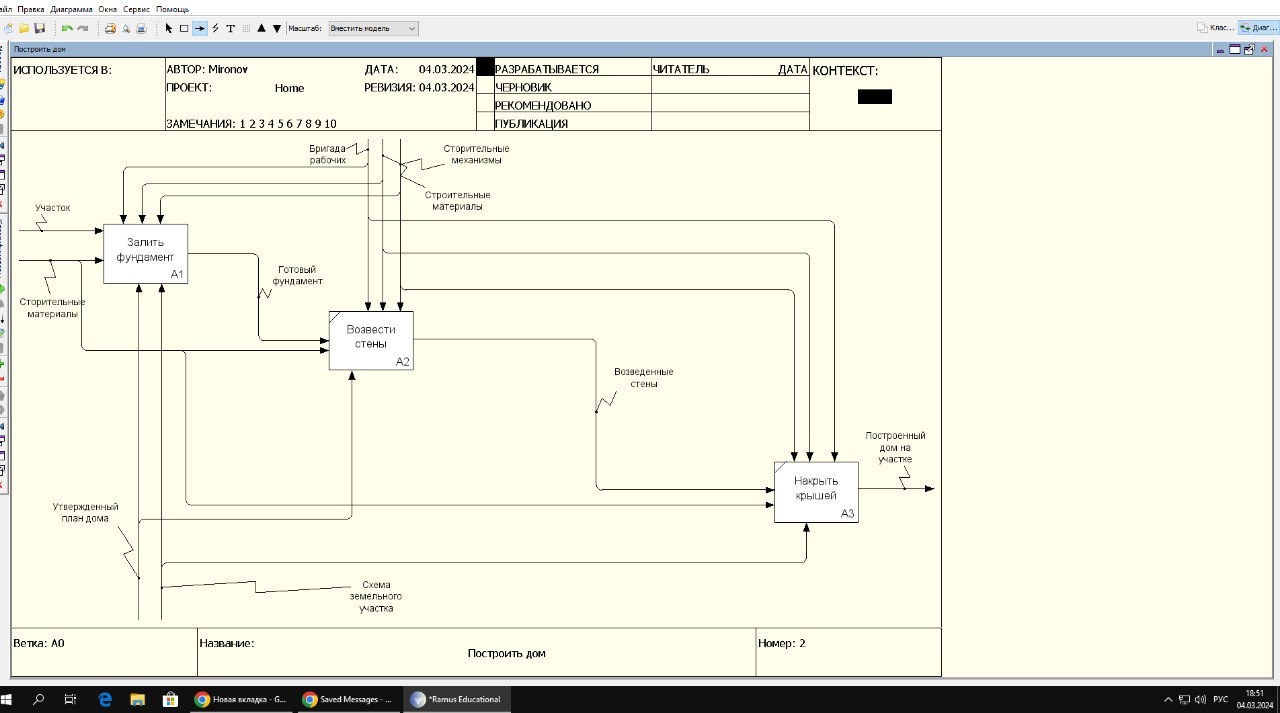 айл Правка Диаграмма Окна Сервис Помощь
Масштаб: Вместить модель
Клас... Диаг...
Построить дом
ИСПОЛЬЗУЕТСЯ В:
АВТОР: Mironov ДАТА: 04.03.2024
ПРОЕКТ: Home РЕВИЗИЯ: 04.03.2024
ЗАМЕЧАНИЯ: 1 2 3 4 5 6 7 8 9 10
РАЗРАБАТЫВАЕТСЯ
ЧЕРНОВИК
РЕКОМЕНДОВАНО
ПУБЛИКАЦИЯ
ЧИТАТЕЛЬ ДАТА
КОНТЕКСТ:
Бригада
рабочих
Сторительные
механизмы
Строительные
материалы
Участок
Залить
фундамент
A1
Сторительные
материалы
Готовый
фундамент
Возвести
стены
A2
Возведенные
стены
Построенный
дом на
участке
Накрыть
крышей
A3
Утвержденный
план дома
Схема
земельного
участка
Ветка: A0
Название:
Построить дом
Номер: 2
Новая вкладка - G...
Saved Messages - ...
*Ramus Educational
РУС
18:51
04.03.2024